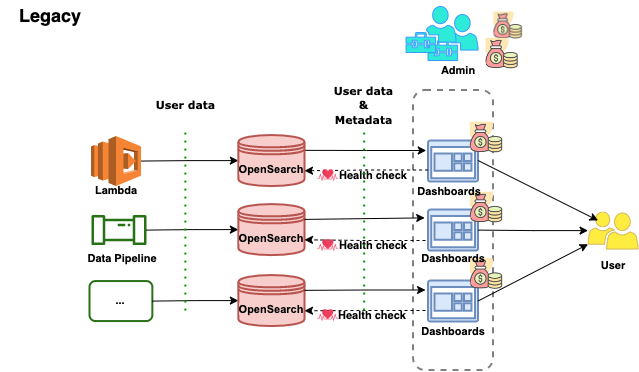 Legacy
Admin
User data
User data
&
Metadata
Lambda
OpenSearch
Health check
Dashboards
Data Pipeline
OpenSearch
Health check
Dashboards
User
...
OpenSearch
Health check
Dashboards